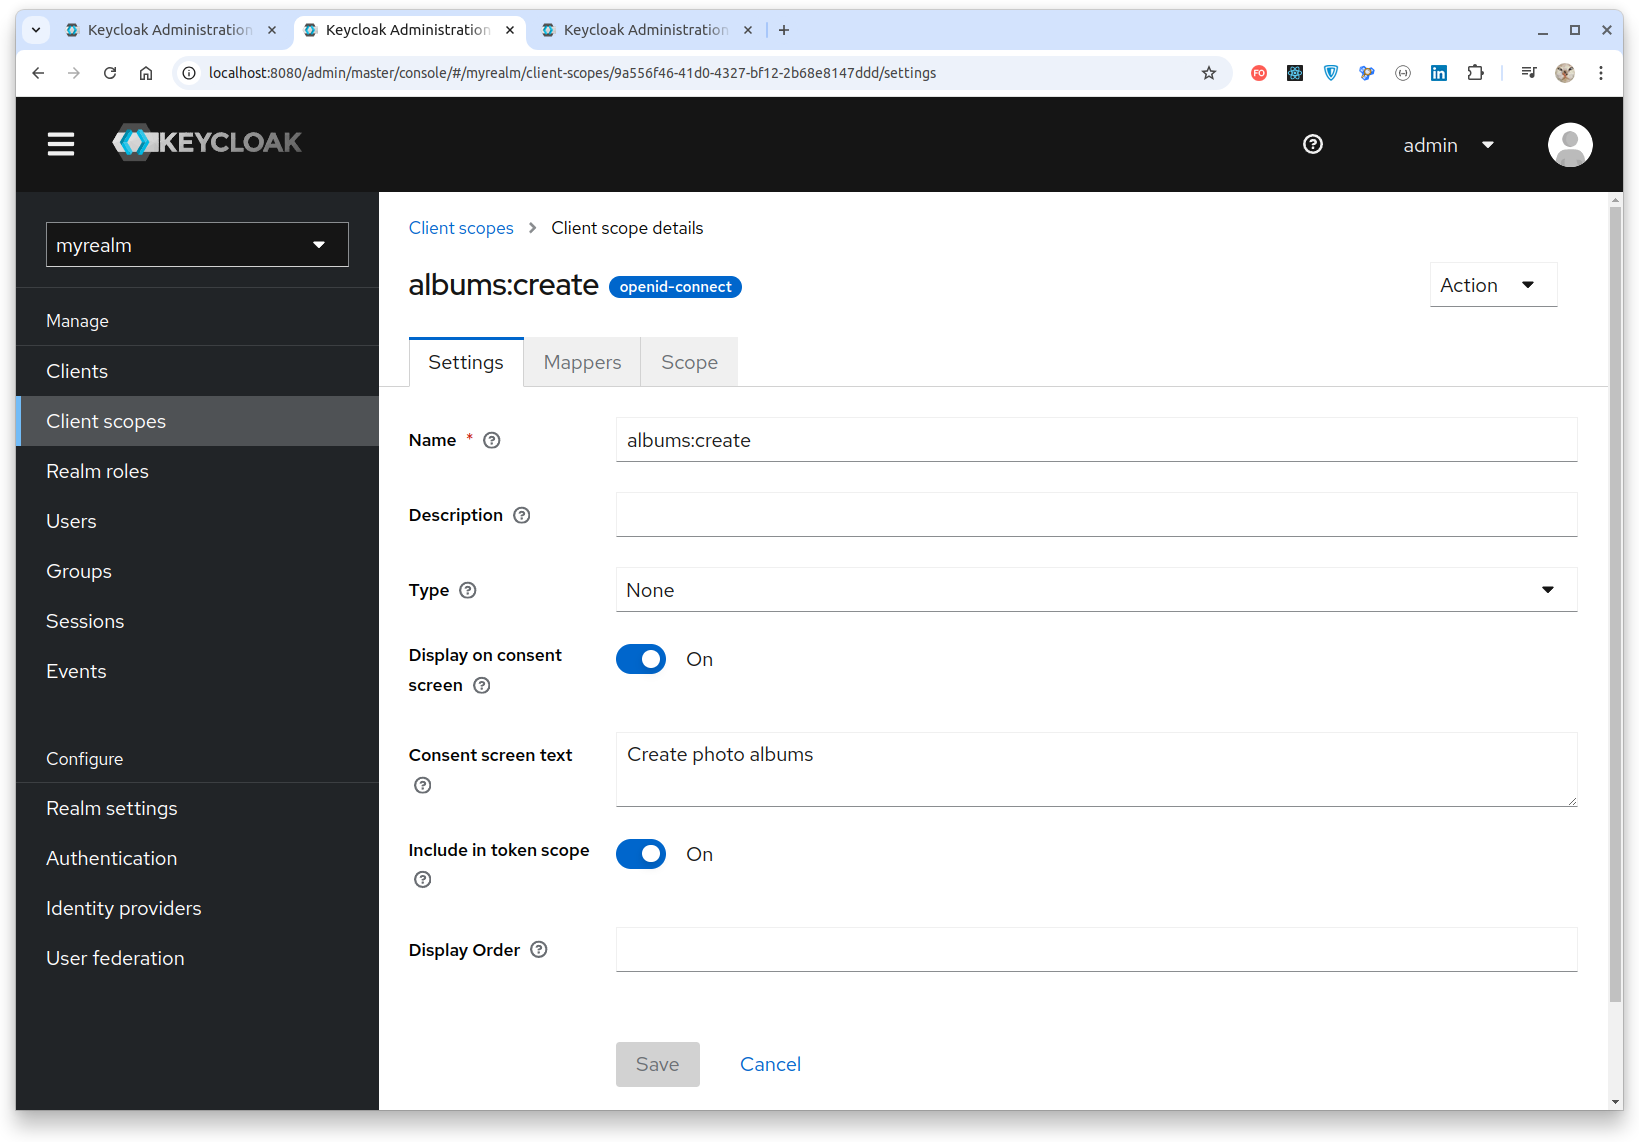 Keycloak Administration
Keycloak Administration
Keycloak Administration
localhost:8080/admin/master/console/#/myrealm/client-scopes/9a556f46-41d0-4327-bf12-2b68e8147ddd/settings
FO
in
KEYCLOAK
admin
myrealm
Manage
Clients
Client scopes
Realm roles
Users
Groups
Sessions
Events
Configure
Realm settings
Authentication
Identity providers
User federation
Client scopes > Client scope details
albums:create openid-connect
Action
Settings Mappers Scope
Name * albums:create
Description
Type None
Display on consent
screen
On
Consent screen text
Create photo albums
Include in token scope
On
Display Order
Save Cancel